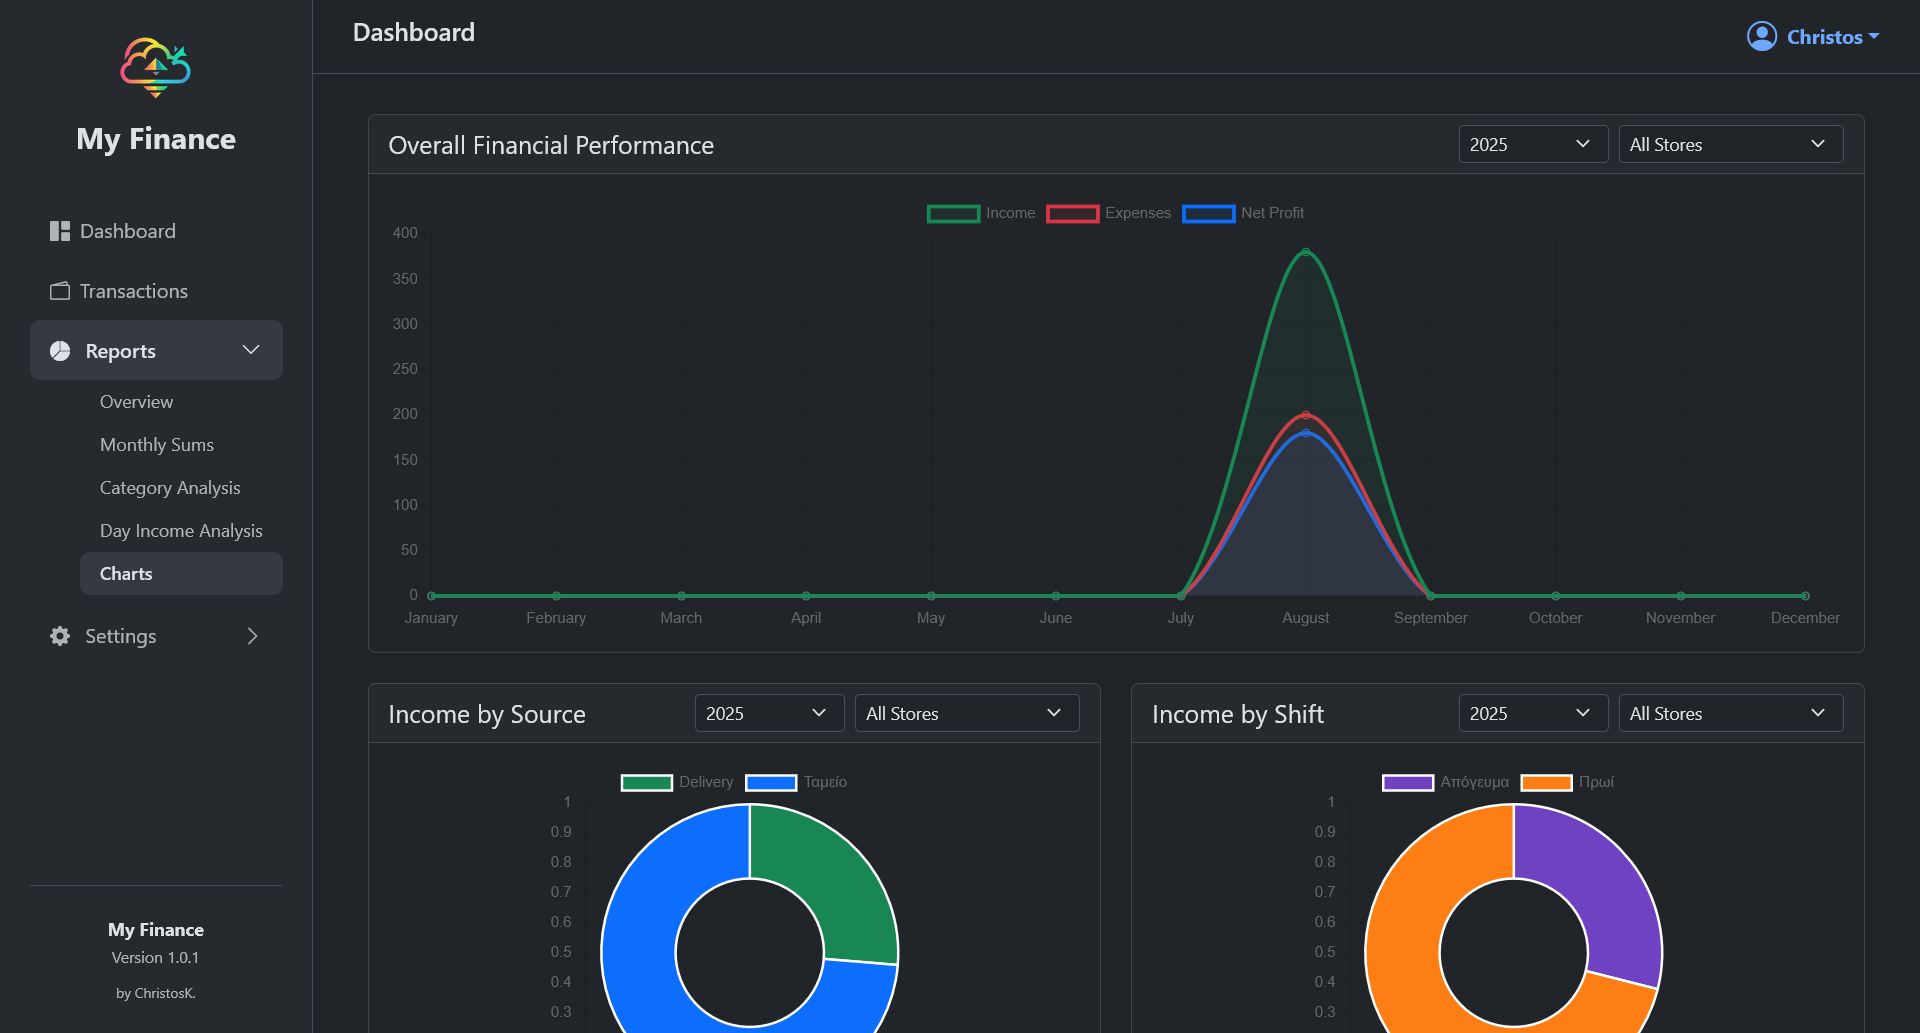 My Finance
Dashboard
Transactions
Reports
Overview
Monthly Sums
Category Analysis
Day Income Analysis
Charts
Settings
My Finance
Version 1.0.1
by ChristosK.
Dashboard
Christos
Overall Financial Performance
2025
All Stores
Income
Expenses
Net Profit
400
350
300
250
200
150
100
50
0
January
February
March
April
May
June
July
August
September
October
November
December
Income by Source
2025
All Stores
Delivery
Ταμείο
1
0.9
0.8
0.7
0.6
0.5
0.4
0.3
Income by Shift
2025
All Stores
Απόγευμα
Πρωί
1
0.9
0.8
0.7
0.6
0.5
0.4
0.3